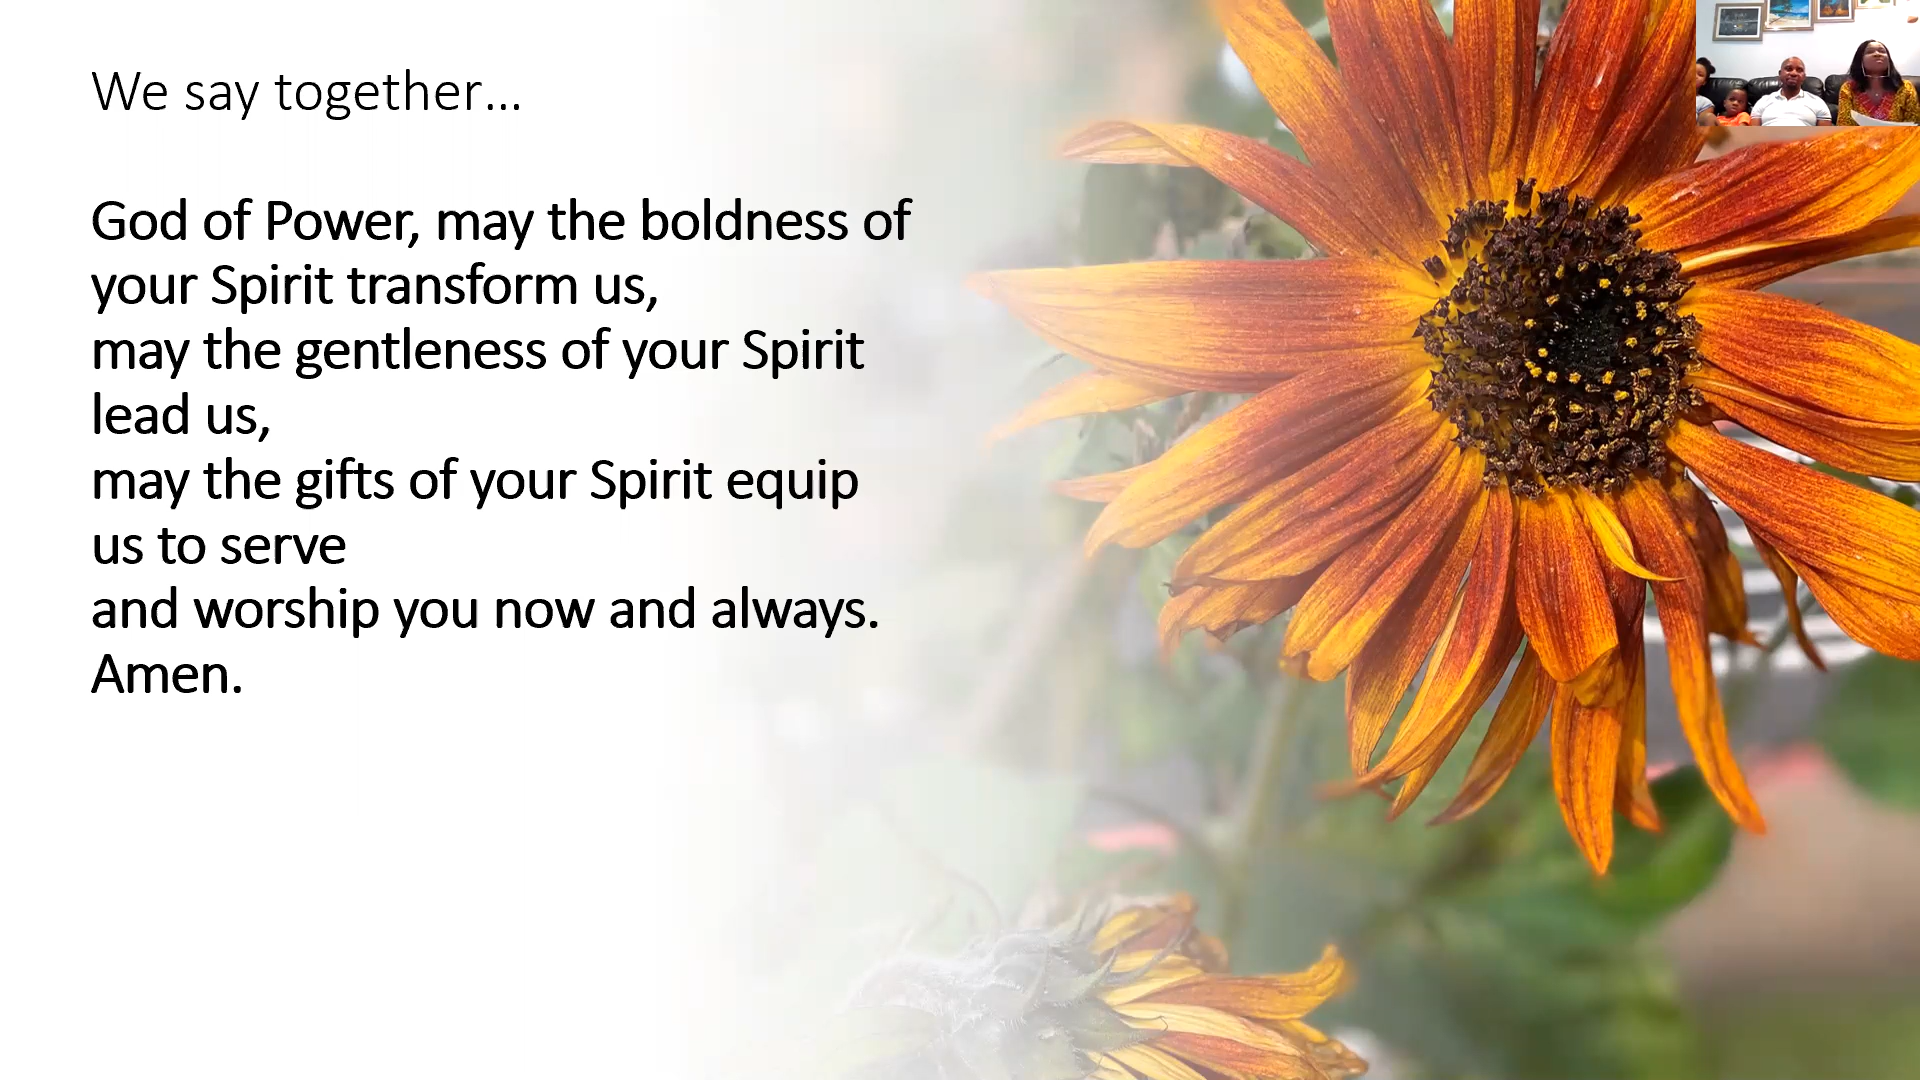 We say together...
God of Power, may the boldness of
your Spirit transform us,
may the gentleness of your Spirit
lead us,
may the gifts of your Spirit equip
us to serve
and worship you now and always.
Amen.